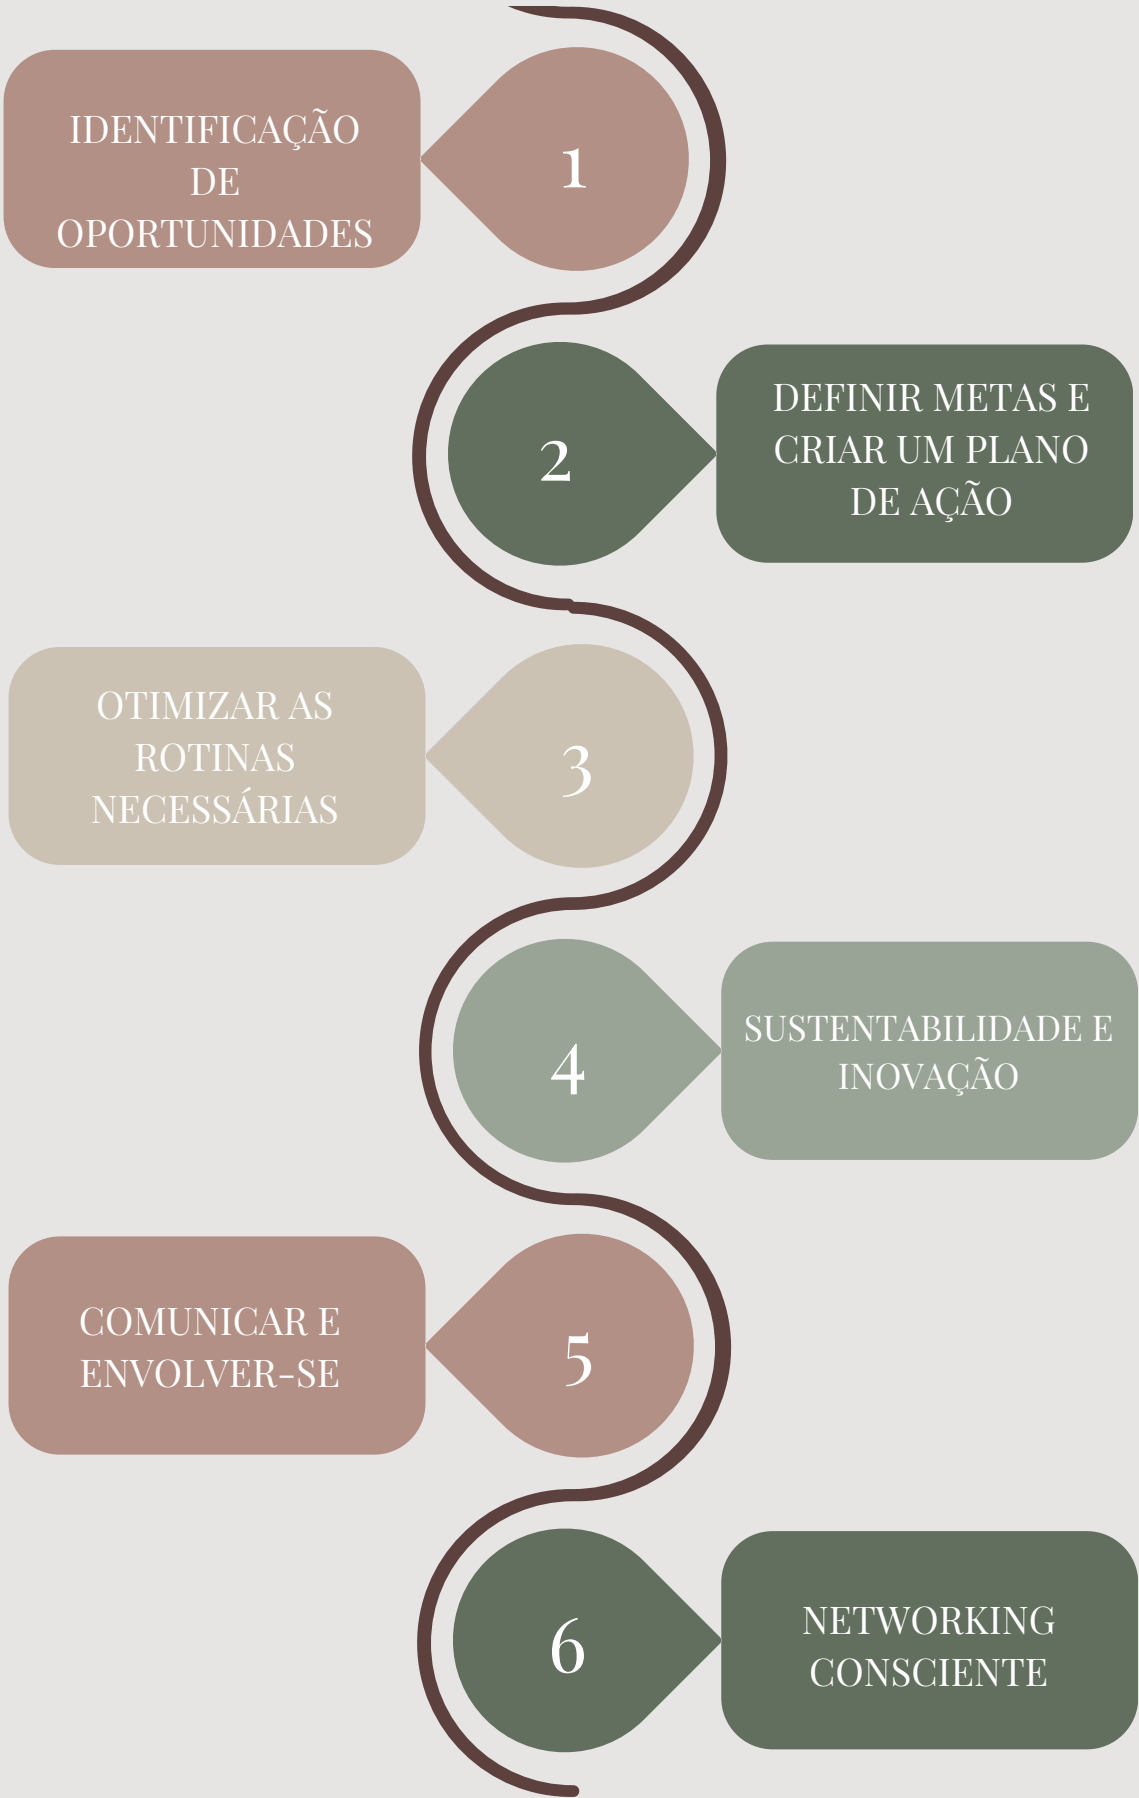 IDENTIFICAÇÃO
DE
OPORTUNIDADES
1
2
DEFINIR METAS E
CRIAR UM PLANO
DE AÇÃO
OTIMIZAR AS
ROTINAS
NECESSÁRIAS
3
4
SUSTENTABILIDADE E
INOVAÇÃO
COMUNICAR E
ENVOLVER-SE
5
6
NETWORKING
CONSCIENTE